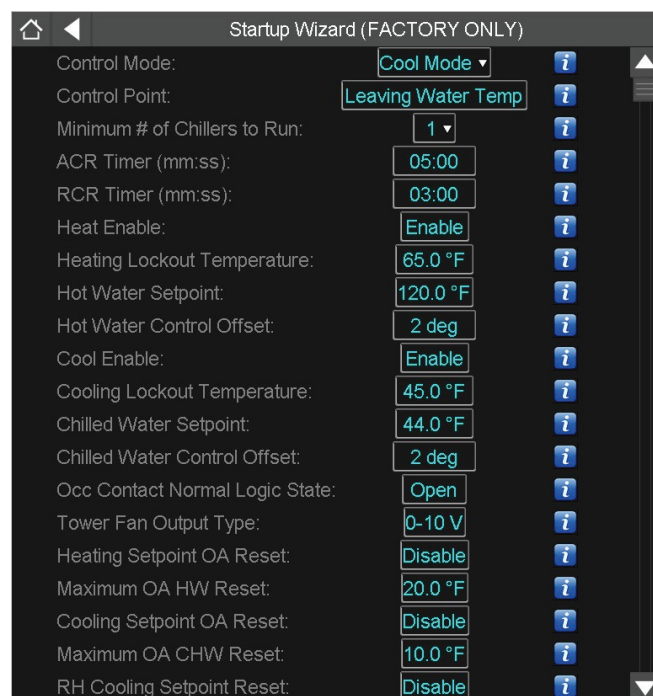 Startup Wizard (FACTORY ONLY)
Control Mode: Cool Mode
Control Point: Leaving Water Temp
Minimum # of Chillers to Run: 1
ACR Timer (mm:ss): 05:00
RCR Timer (mm:ss): 03:00
Heat Enable: Enable
Heating Lockout Temperature: 65.0 °F
Hot Water Setpoint: 120.0 °F
Hot Water Control Offset: 2 deg
Cool Enable: Enable
Cooling Lockout Temperature: 45.0 °F
Chilled Water Setpoint: 44.0 °F
Chilled Water Control Offset: 2 deg
Occ Contact Normal Logic State: Open
Tower Fan Output Type: 0-10 V
Heating Setpoint OA Reset: Disable
Maximum OA HW Reset: 20.0 °F
Cooling Setpoint OA Reset: Disable
Maximum OA CHW Reset: 10.0 °F
RH Cooling Setpoint Reset: Disable